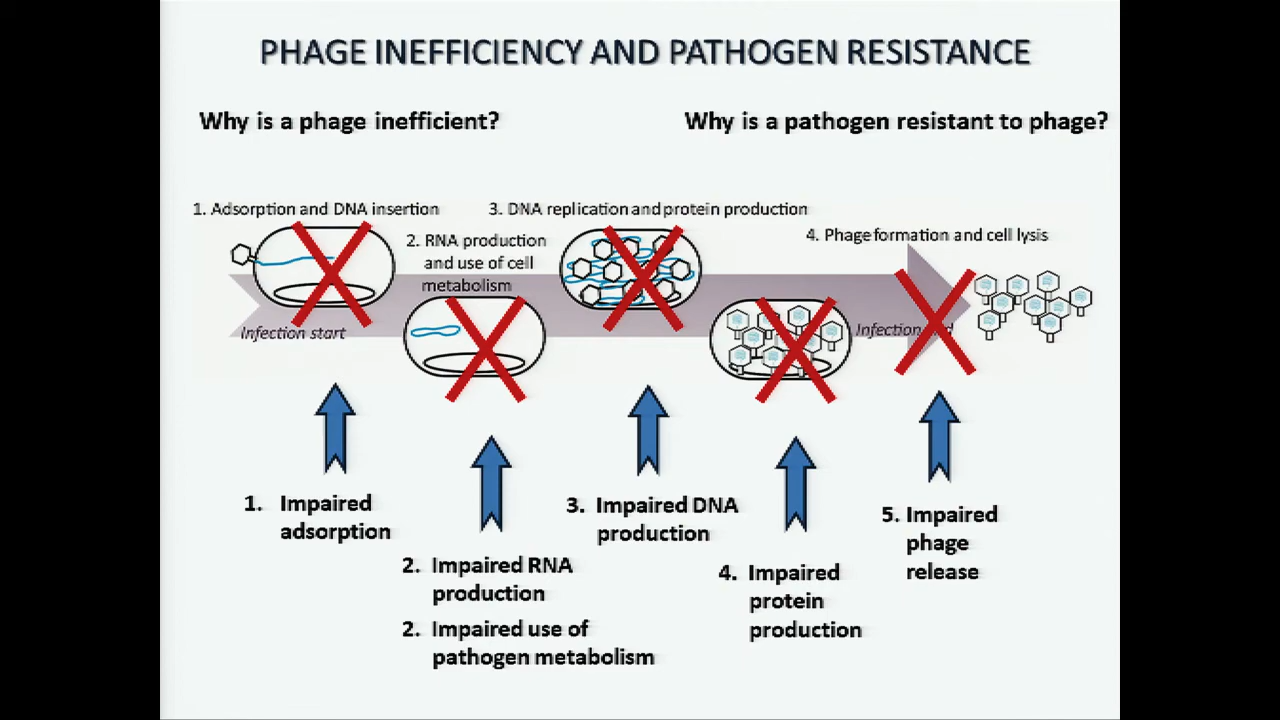 PHAGE INEFFICIENCY AND PATHOGEN RESISTANCE
Why is a phage inefficient?
Why is a pathogen resistant to phage?
1. Adsorption and DNA insertion
2. RNA production
and use of cell
metabolism
3. DNA replication and protein production
4. Phage formation and cell lysis
Infection start
Infection
1. Impaired
adsorption
2. Impaired RNA
production
2. Impaired use of
pathogen metabolism
3. Impaired DNA
production
4. Impaired
protein
production
5. Impaired
phage
release